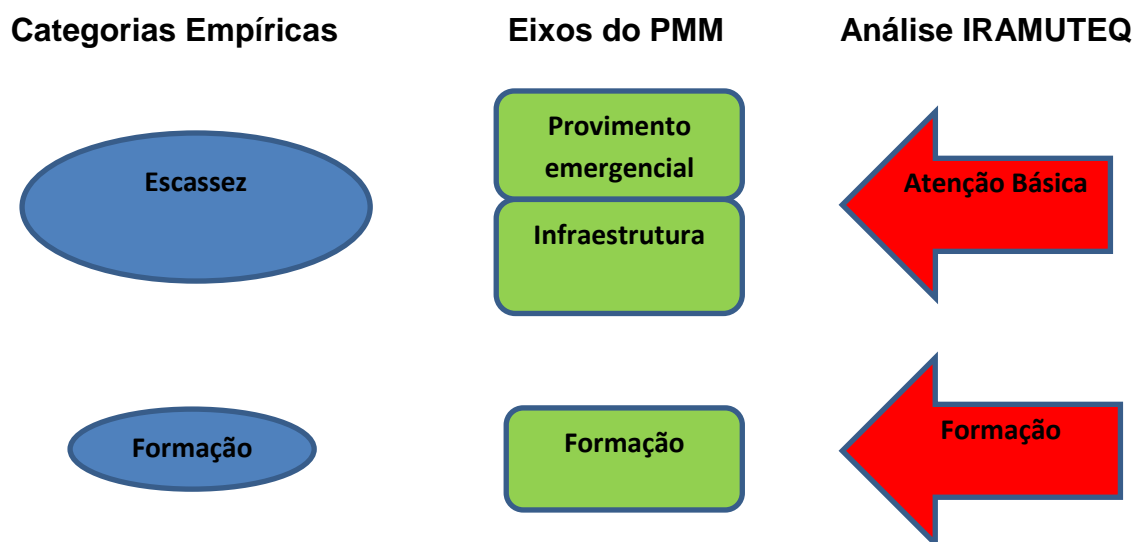 Categorias Empíricas
Eixos do PMM
Análise IRAMUTEQ
Escassez
Provimento
emergencial
Infraestrutura
Atenção Básica
Formação
Formação
Formação